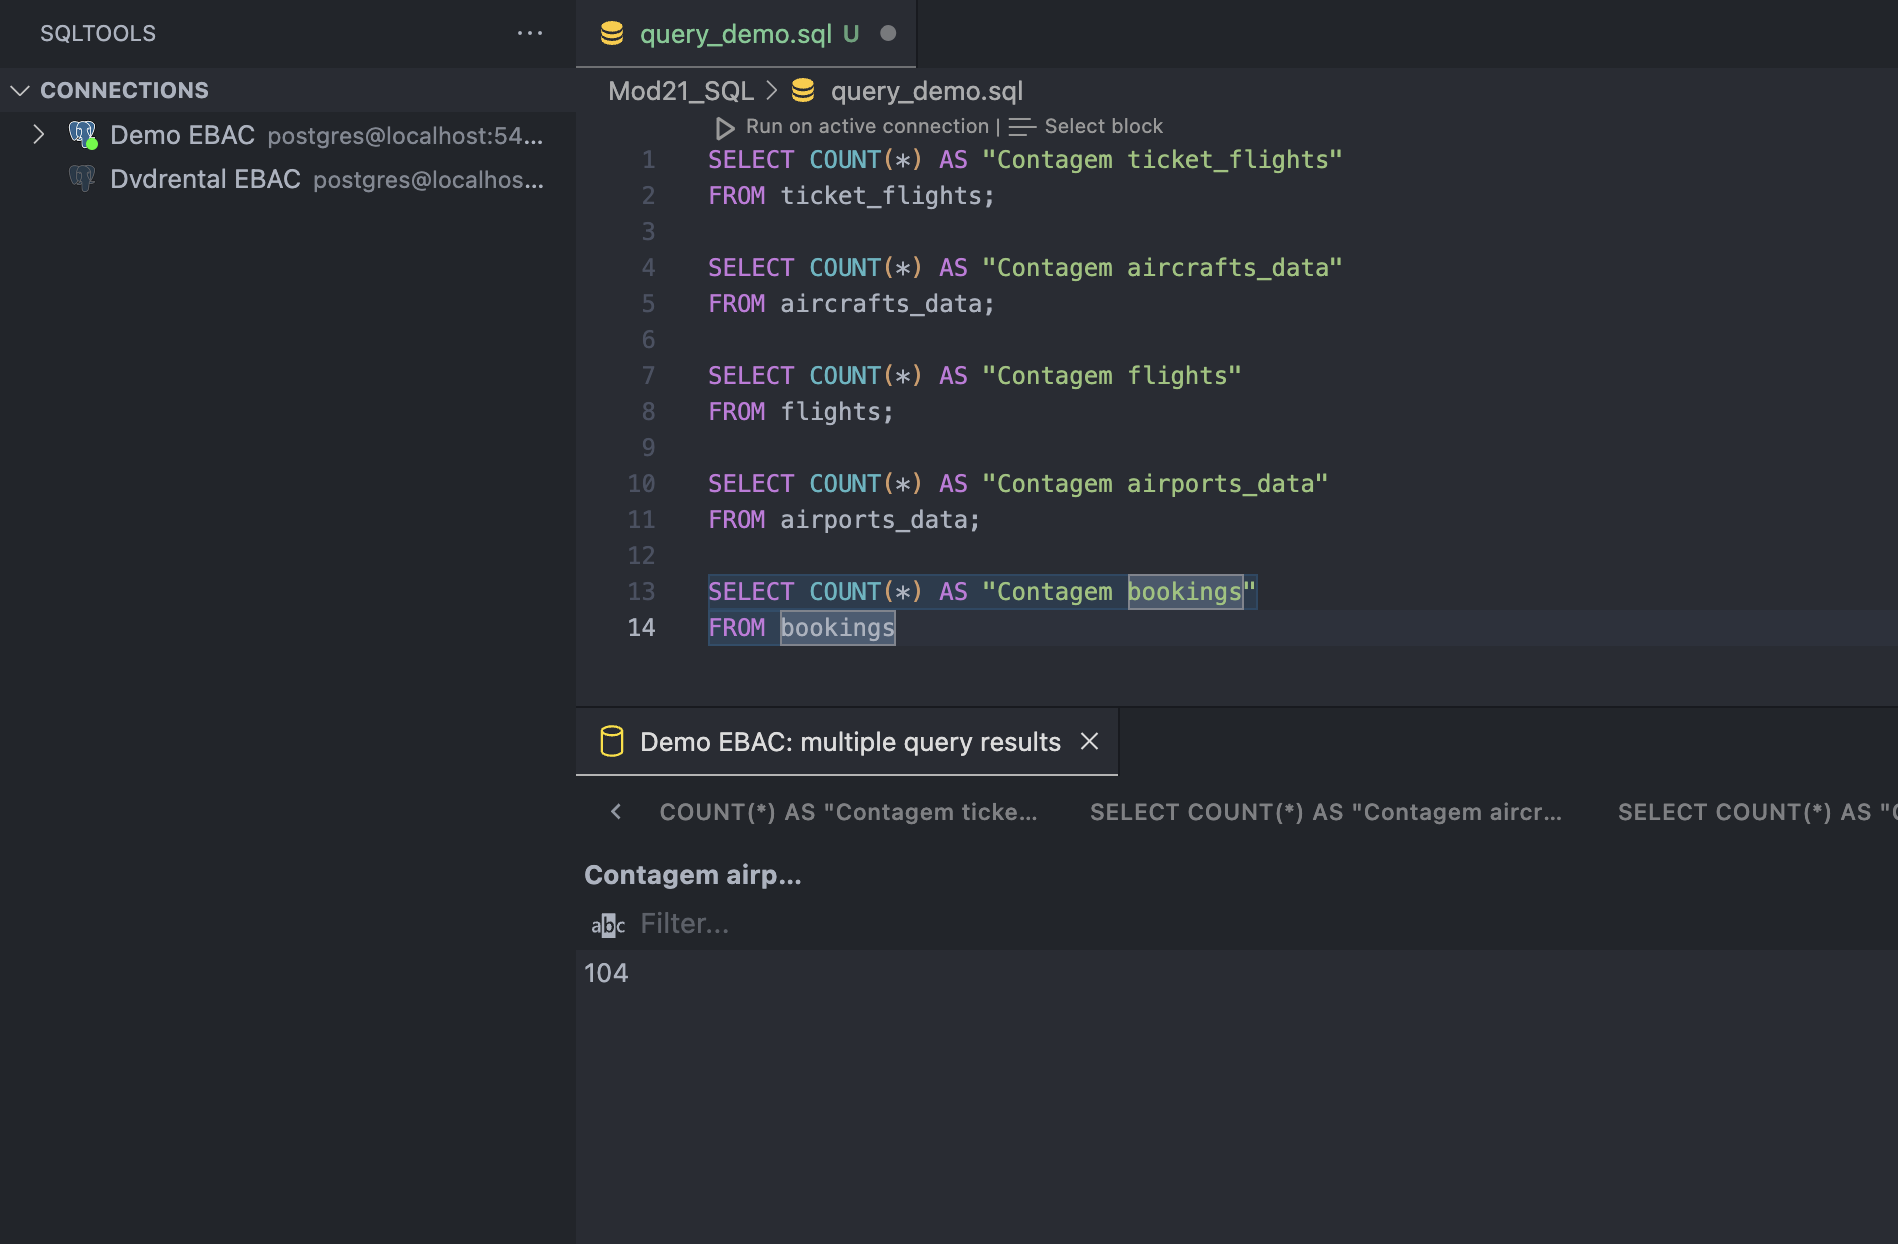 SQLTOOLS
CONNECTIONS
Demo EBAC postgres@localhost:54...
Dvdrental EBAC postgres@localhos...
query_demo.sql U
Mod21_SQL > query_demo.sql
Run on active connection | Select block
1 SELECT COUNT(*) AS "Contagem ticket_flights"
2 FROM ticket_flights;
3
4 SELECT COUNT(*) AS "Contagem aircrafts_data"
5 FROM aircrafts_data;
6
7 SELECT COUNT(*) AS "Contagem flights"
8 FROM flights;
9
10 SELECT COUNT(*) AS "Contagem airports_data"
11 FROM airports_data;
12
13 SELECT COUNT(*) AS "Contagem bookings"
14 FROM bookings
Demo EBAC: multiple query results
COUNT(*) AS "Contagem ticke... SELECT COUNT(*) AS "Contagem aircr... SELECT COUNT(*) AS "C
Contagem airp...
abc Filter...
104